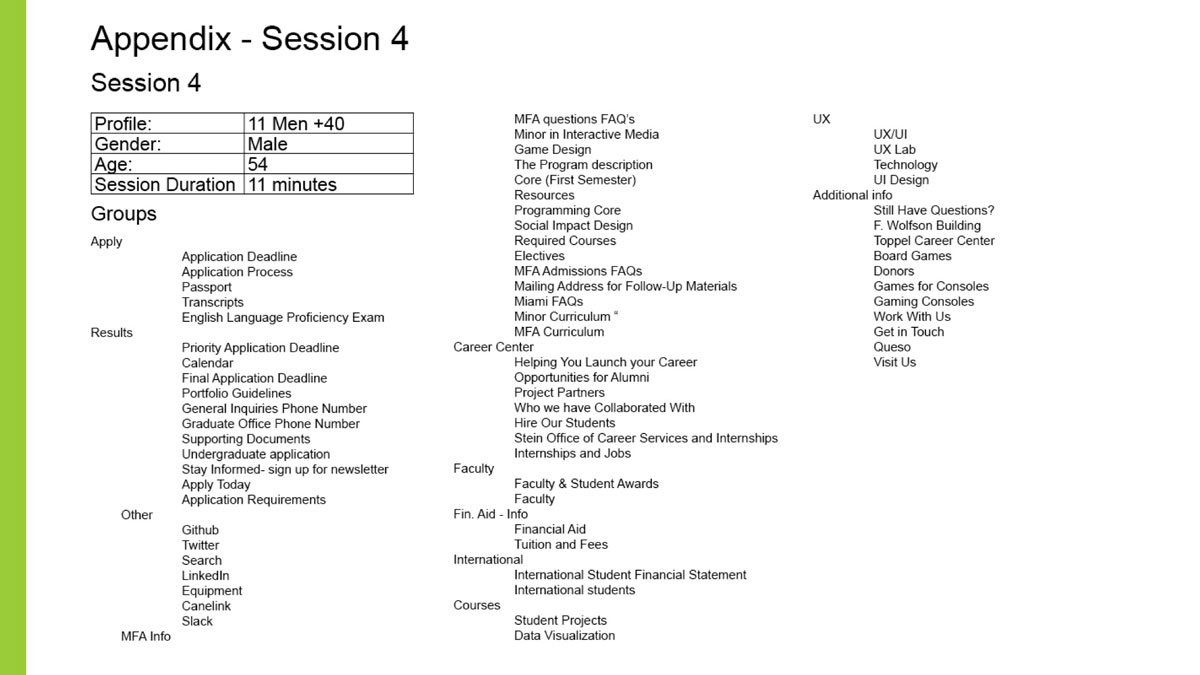 Appendix - Session 4
Session 4
Profile: 11 Men +40
Gender: Male
Age: 54
Session Duration 11 minutes
Groups
Apply
Application Deadline
Application Process
Passport
Transcripts
English Language Proficiency Exam
Results
Priority Application Deadline
Calendar
Final Application Deadline
Portfolio Guidelines
General Inquiries Phone Number
Graduate Office Phone Number
Supporting Documents
Undergraduate application
Stay Informed- sign up for newsletter
Apply Today
Application Requirements
Other
Github
Twitter
Search
LinkedIn
Equipment
Canelink
Slack
MFA Info
MFA questions FAQ's
Minor in Interactive Media
Game Design
The Program description
Core (First Semester)
Resources
Programming Core
Social Impact Design
Required Courses
Electives
MFA Admissions FAQs
Mailing Address for Follow-Up Materials
Miami FAQs
Minor Curriculum “
MFA Curriculum
Career Center
Helping You Launch your Career
Opportunities for Alumni
Project Partners
Who we have Collaborated With
Hire Our Students
Stein Office of Career Services and Internships
Internships and Jobs
Faculty
Faculty & Student Awards
Faculty
Fin. Aid - Info
Financial Aid
Tuition and Fees
International
International Student Financial Statement
International students
Courses
Student Projects
Data Visualization
UX
UX/UI
UX Lab
Technology
UI Design
Additional info
Still Have Questions?
F. Wolfson Building
Toppel Career Center
Board Games
Donors
Games for Consoles
Gaming Consoles
Work With Us
Get in Touch
Queso
Visit Us